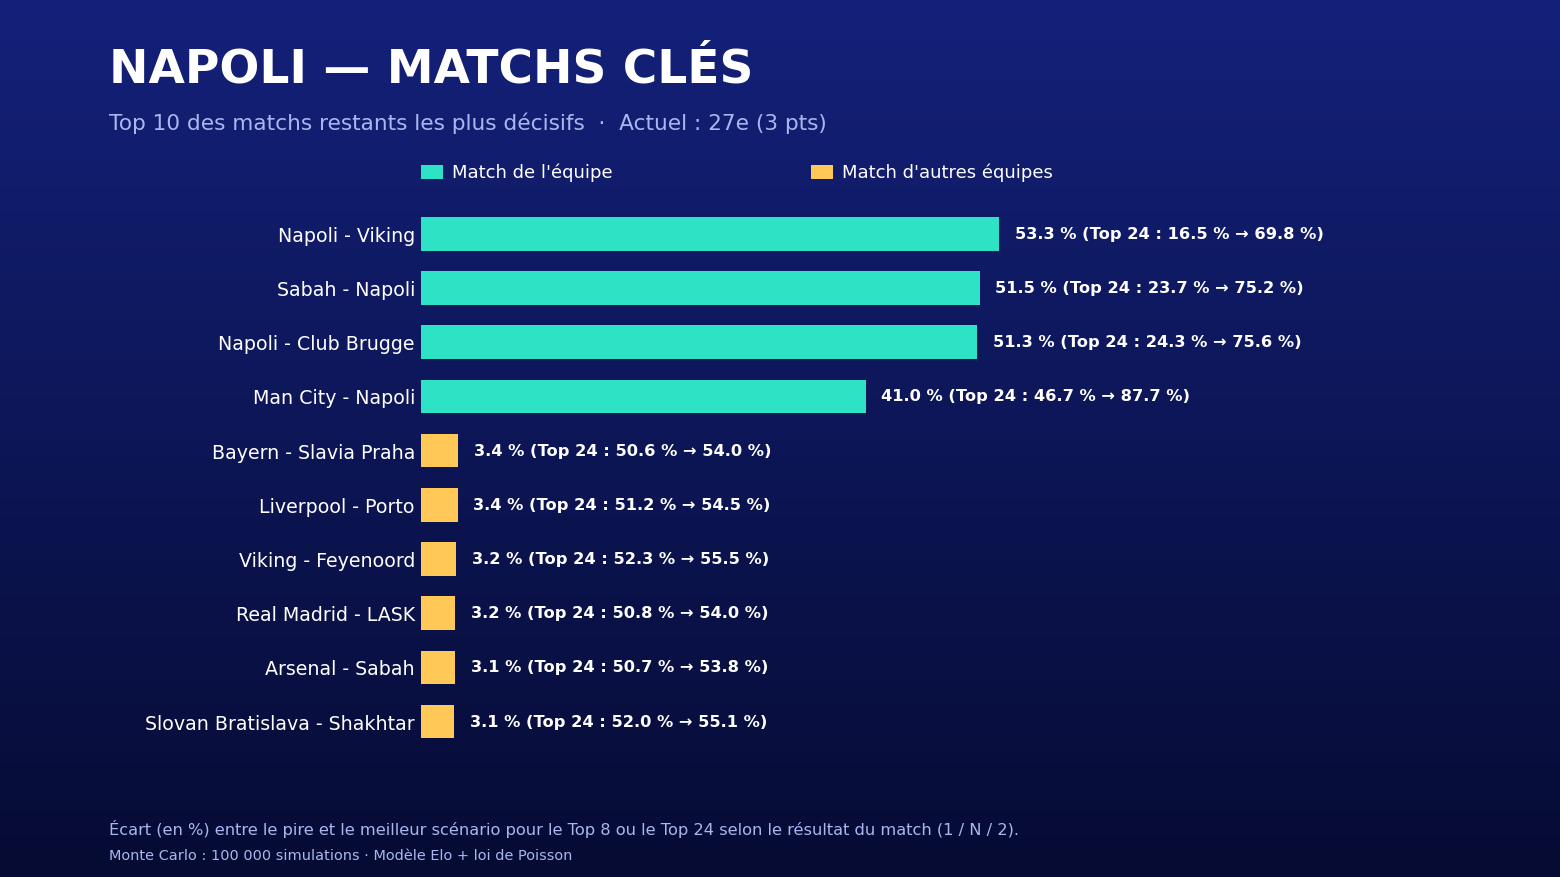 NAPOLI — MATCHS CLÉS
Top 10 des matchs restants les plus décisifs · Actuel : 27e (3 pts)
Match de l'équipe
Match d'autres équipes
Napoli - Viking 53.3 % (Top 24 : 16.5 % → 69.8 %)
Sabah - Napoli 51.5 % (Top 24 : 23.7 % → 75.2 %)
Napoli - Club Brugge 51.3 % (Top 24 : 24.3 % → 75.6 %)
Man City - Napoli 41.0 % (Top 24 : 46.7 % → 87.7 %)
Bayern - Slavia Praha 3.4 % (Top 24 : 50.6 % → 54.0 %)
Liverpool - Porto 3.4 % (Top 24 : 51.2 % → 54.5 %)
Viking - Feyenoord 3.2 % (Top 24 : 52.3 % → 55.5 %)
Real Madrid - LASK 3.2 % (Top 24 : 50.8 % → 54.0 %)
Arsenal - Sabah 3.1 % (Top 24 : 50.7 % → 53.8 %)
Slovan Bratislava - Shakhtar 3.1 % (Top 24 : 52.0 % → 55.1 %)
Écart (en %) entre le pire et le meilleur scénario pour le Top 8 ou le Top 24 selon le résultat du match (1 / N / 2).
Monte Carlo : 100 000 simulations · Modèle Elo + loi de Poisson